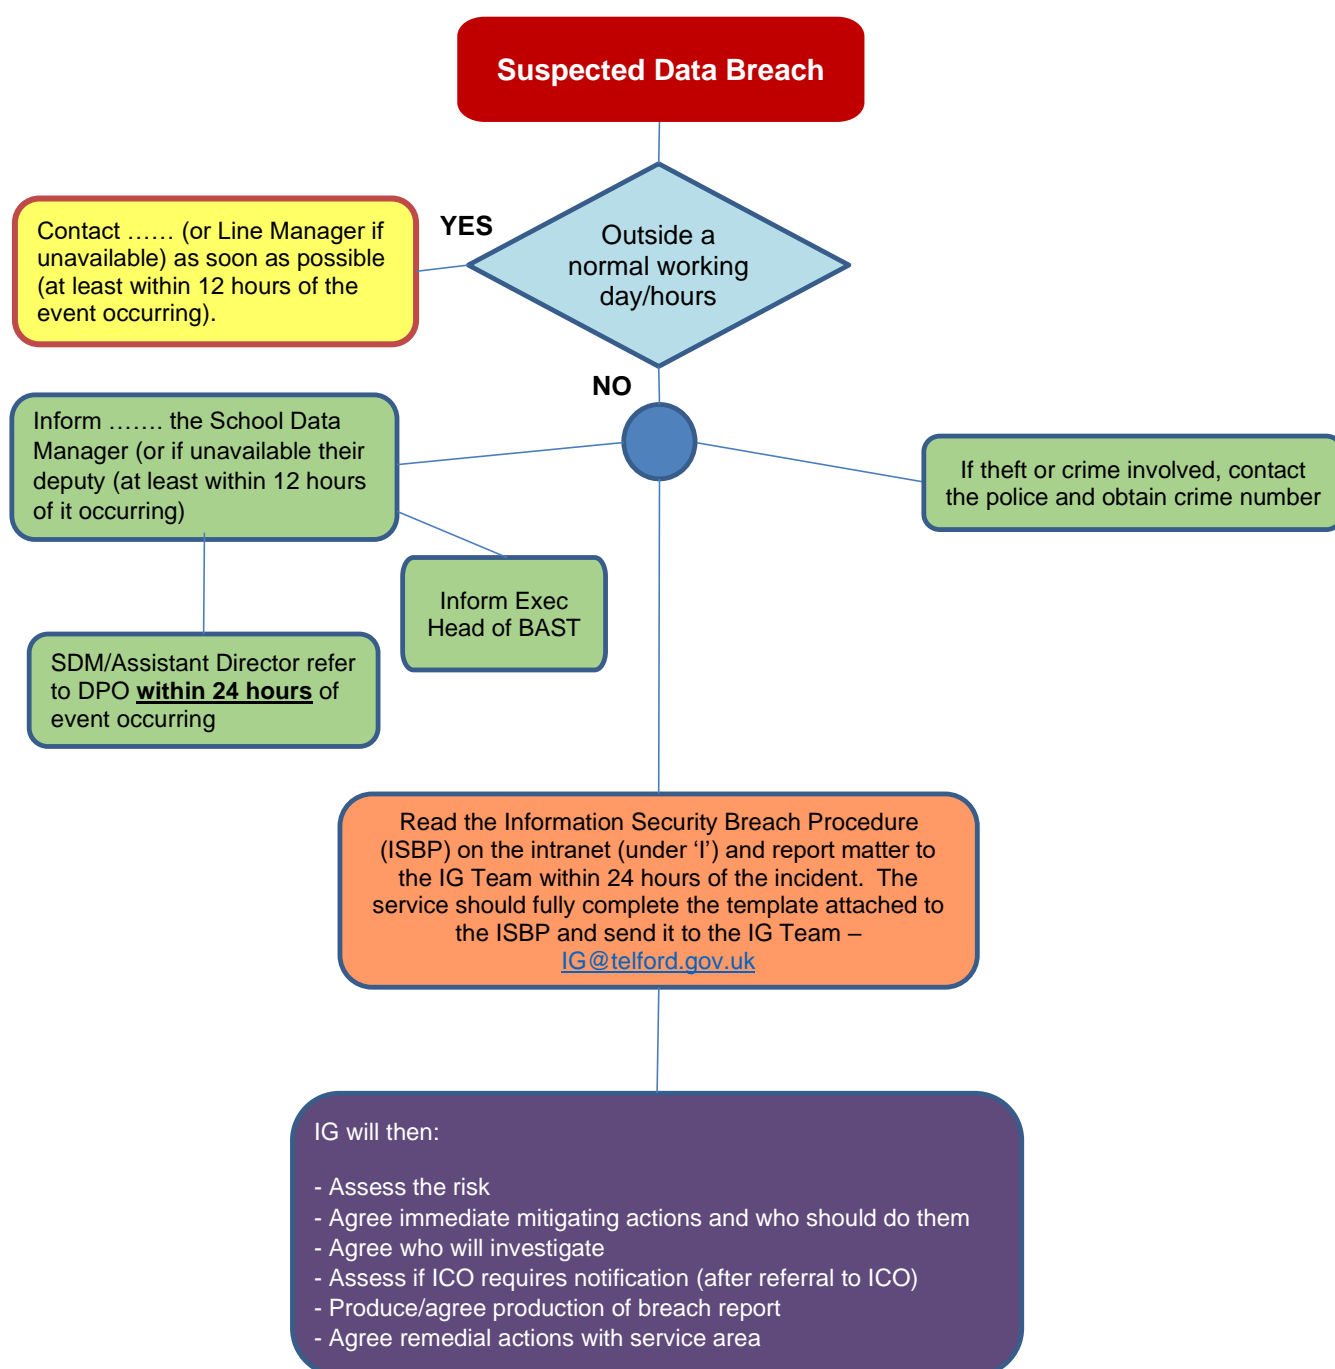 Suspected Data Breach
YES
Outside a
normal working
day/hours
Contact …… (or Line Manager if
unavailable) as soon as possible
(at least within 12 hours of the
event occurring).
NO
Inform ……. the School Data
Manager (or if unavailable their
deputy (at least within 12 hours
of it occurring)
If theft or crime involved, contact
the police and obtain crime number
Inform Exec
Head of BAST
SDM/Assistant Director refer
to DPO within 24 hours of
event occurring
Read the Information Security Breach Procedure
(ISBP) on the intranet (under ‘I’) and report matter to
the IG Team within 24 hours of the incident.  The
service should fully complete the template attached to
the ISBP and send it to the IG Team –
IG@telford.gov.uk
IG will then:
- Assess the risk
- Agree immediate mitigating actions and who should do them
- Agree who will investigate
- Assess if ICO requires notification (after referral to ICO)
- Produce/agree production of breach report
- Agree remedial actions with service area